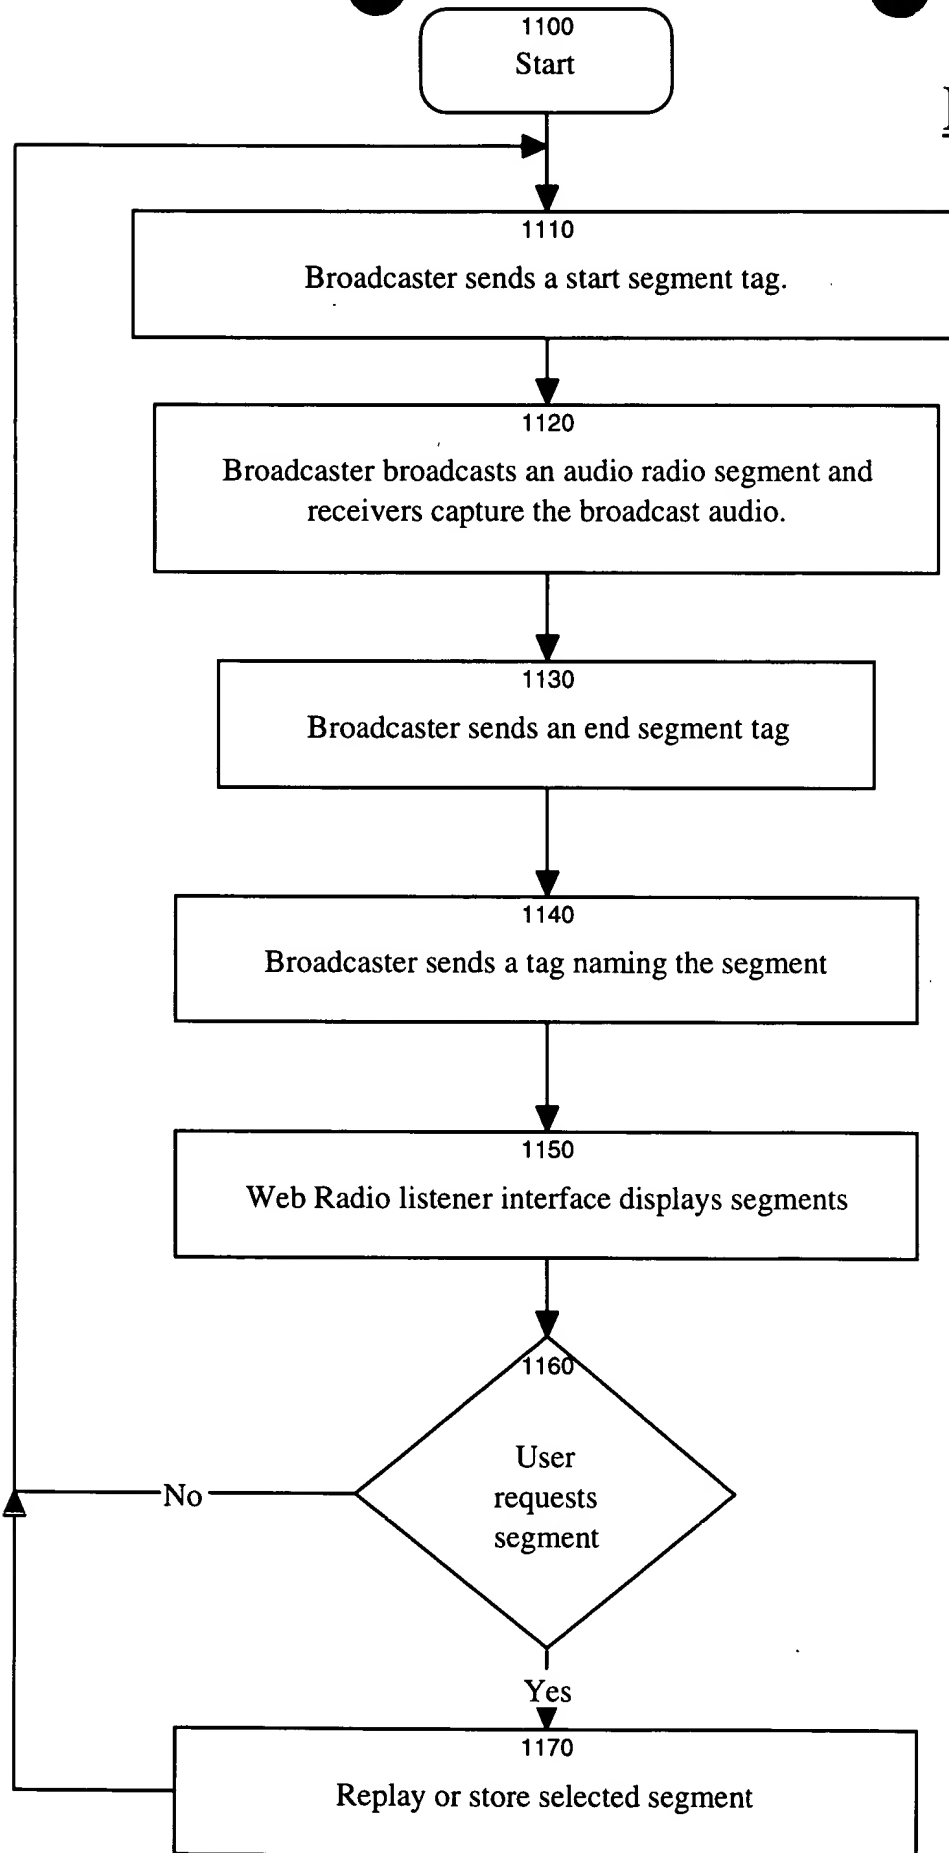 1100
Start
1110
Broadcaster sends a start segment tag.
1120
Broadcaster broadcasts an audio radio segment and
receivers capture the broadcast audio.
1130
Broadcaster sends an end segment tag
1140
Broadcaster sends a tag naming the segment
1150
Web Radio listener interface displays segments
1160
User
requests
segment
No
Yes
1170
Replay or store selected segment